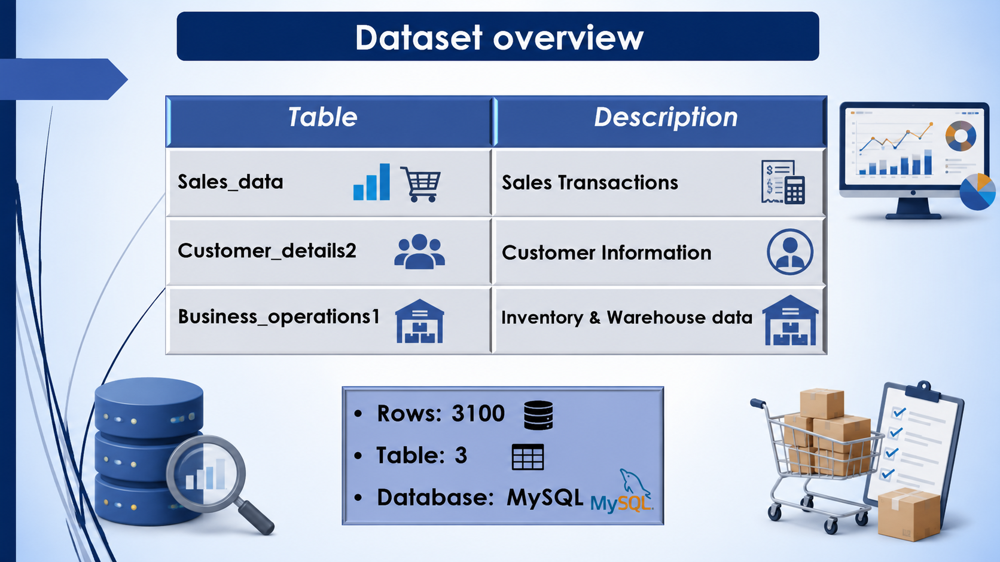 Dataset overview
Table Description
Sales_data Sales Transactions
Customer_details2 Customer Information
Business_operations1 Inventory & Warehouse data
• Rows: 3100
• Table: 3
• Database: MySQL MySQL.